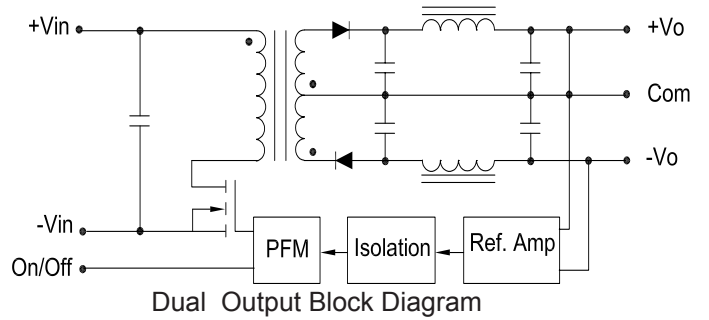 +Vin
+Vo
Com
-Vo
-Vin
PFM
Isolation
Ref. Amp
On/Off
Dual Output Block Diagram